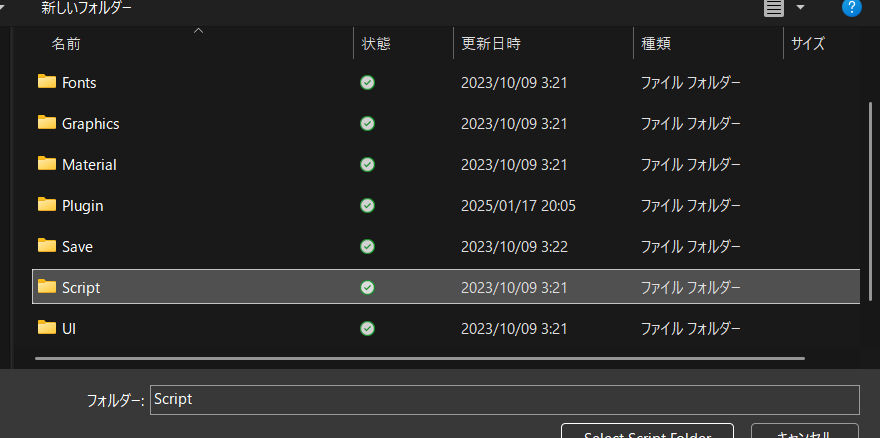 新しいフォルダー
名前 状態 更新日時 種類 サイズ
Fonts 2023/10/09 3:21 ファイル フォルダー
Graphics 2023/10/09 3:21 ファイル フォルダー
Material 2023/10/09 3:21 ファイル フォルダー
Plugin 2025/01/17 20:05 ファイル フォルダー
Save 2023/10/09 3:22 ファイル フォルダー
Script 2023/10/09 3:21 ファイル フォルダー
UI 2023/10/09 3:21 ファイル フォルダー
フォルダー: Script
Select Script Folder キャンセル